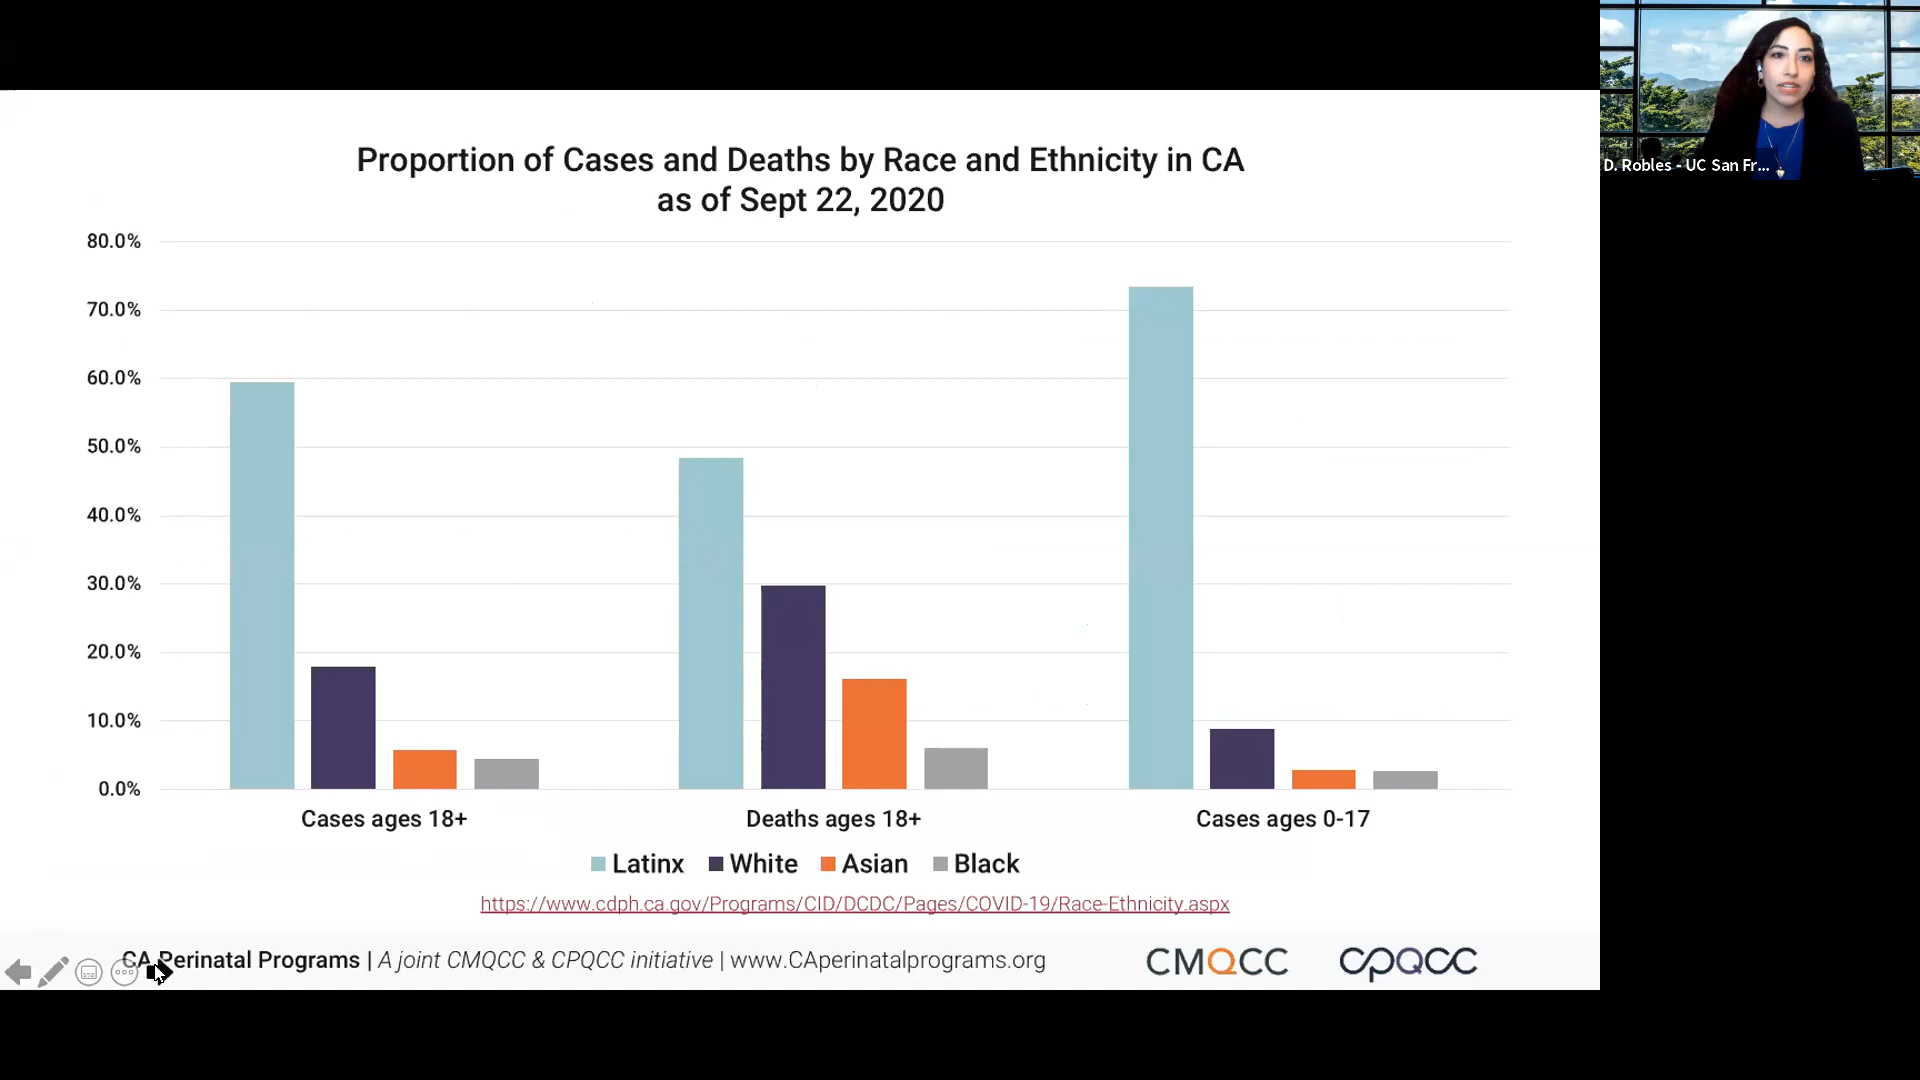 Proportion of Cases and Deaths by Race and Ethnicity in CA
as of Sept 22, 2020
80.0%
70.0%
60.0%
50.0%
40.0%
30.0%
20.0%
10.0%
0.0%
Cases ages 18+ Deaths ages 18+ Cases ages 0-17
Latinx White Asian Black
https://www.cdph.ca.gov/Programs/CID/DCDC/Pages/COVID-19/Race-Ethnicity.aspx
CA Perinatal Programs | A joint CMQCC & CPQCC initiative | www.CAperinatalprograms.org
CMQCC CPQCC
D. Robles - UC San Fr...